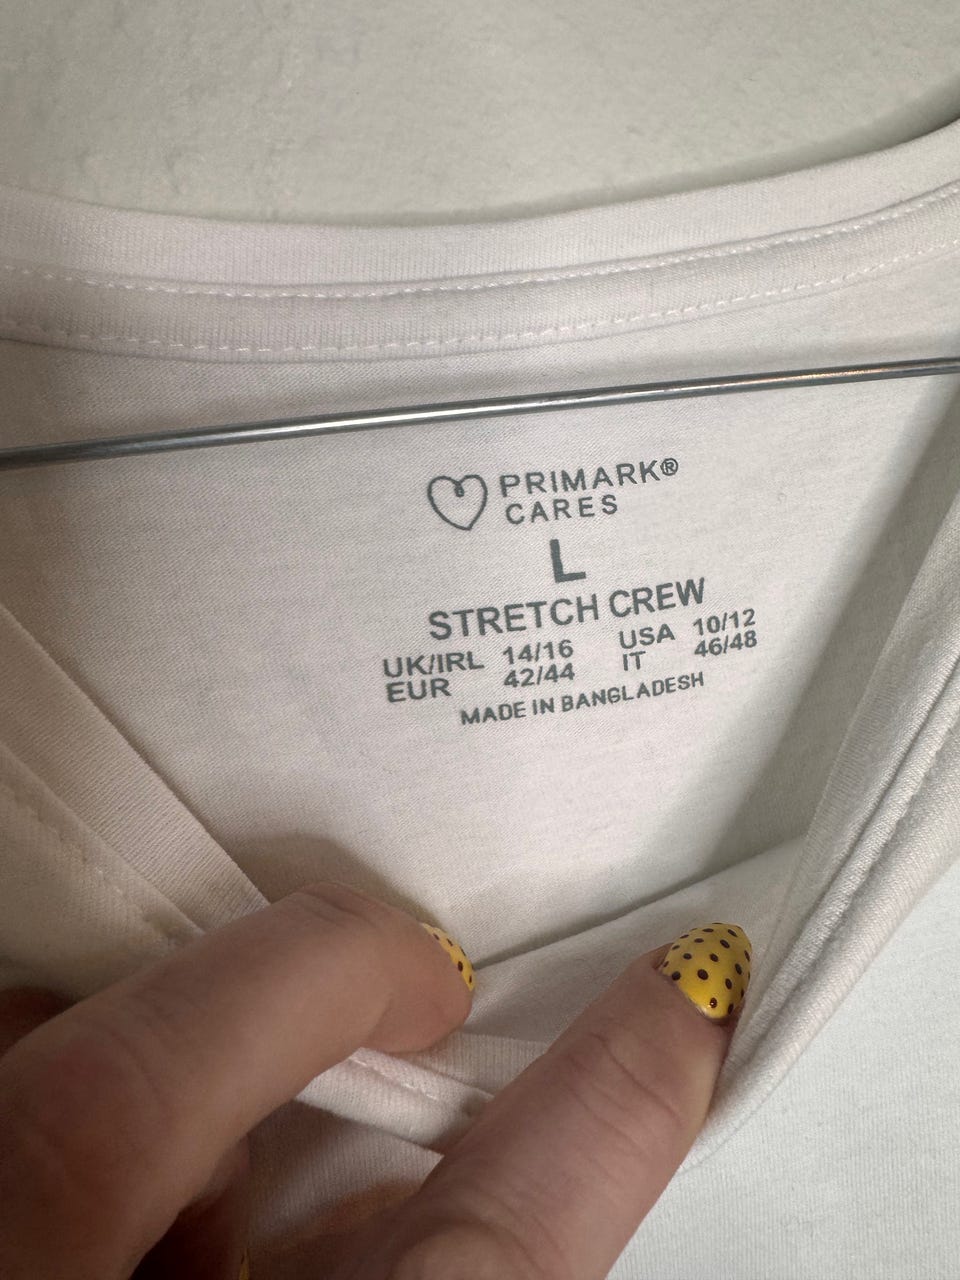 PRIMARK®
CARES
L
STRETCH CREW
UK/IRL 14/16 USA 10/12
EUR 42/44 IT 46/48
MADE IN BANGLADESH